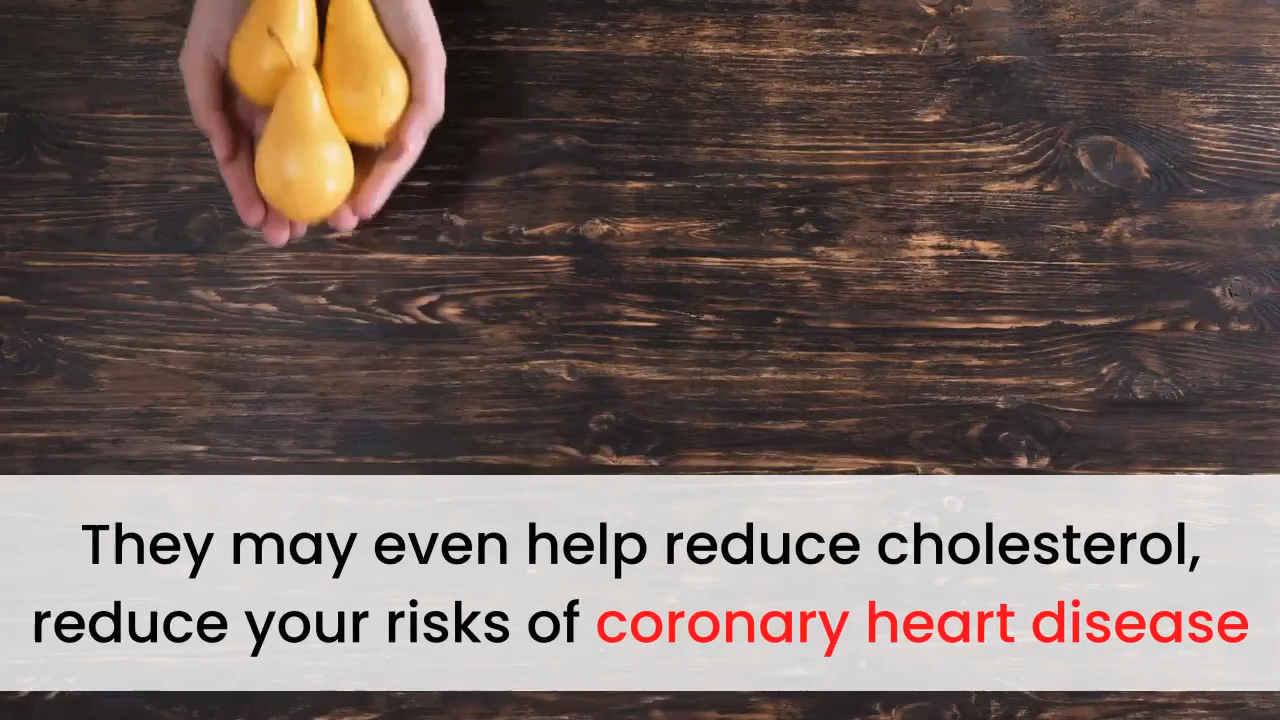 They may even help reduce cholesterol,
reduce your risks of coronary heart disease